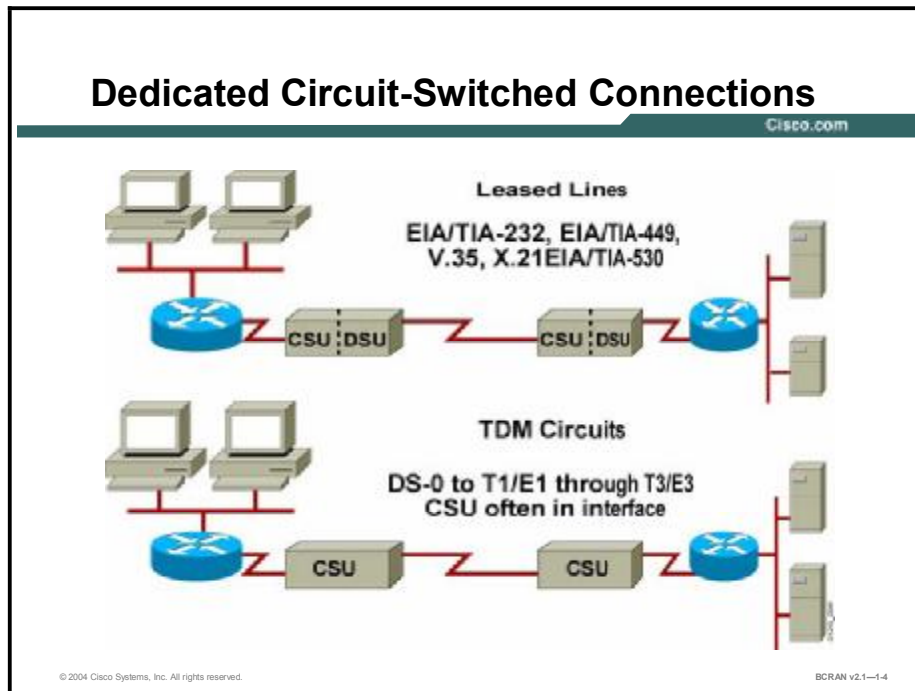 Dedicated Circuit-Switched Connections
Cisco.com
Leased Lines
EIA/TIA-232, EIA/TIA-449,
V.35, X.21EIA/TIA-530
CSU DSU
CSU DSU
TDM Circuits
DS-0 to T1/E1 through T3/E3
CSU often in interface
CSU
CSU
© 2004 Cisco Systems, Inc. All rights reserved.
BCRAN v2.1—1-4